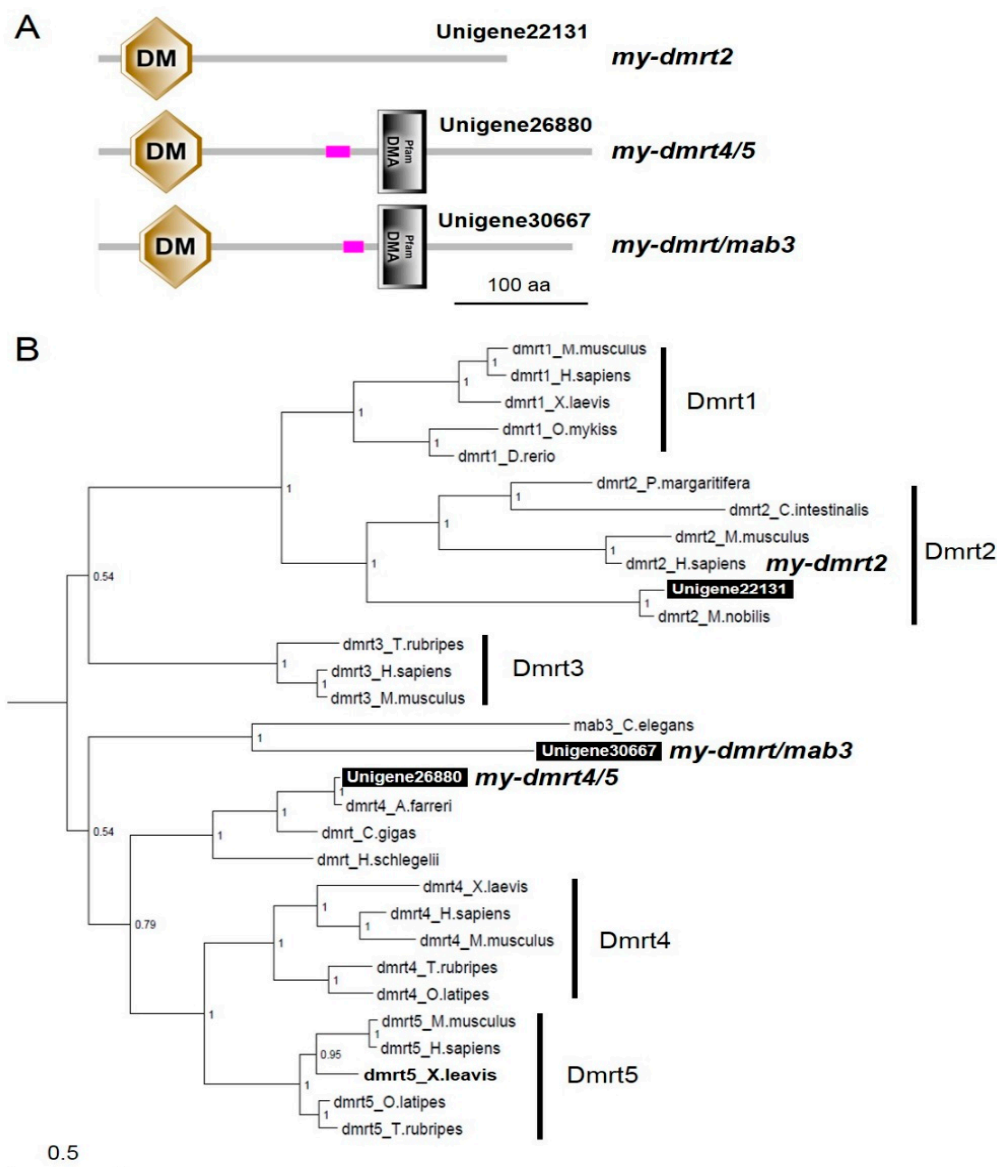 A
DM
Unigene22131
my-dmrt2
DM
Pfam
DMA
Unigene26880
my-dmrt4/5
DM
Pfam
DMA
Unigene30667
my-dmrt/mab3
100 aa
B
dmrt1_M.musculus
1
dmrt1_H.sapiens
1
dmrt1_X.laevis
1
dmrt1_O.mykiss
1
dmrt1_D.rerio
Dmrt1
1
dmrt2_P.margaritifera
1
dmrt2_C.intestinalis
1
dmrt2_M.musculus
1
dmrt2_H.sapiens
my-dmrt2
1
Unigene22131
1
dmrt2_M.nobilis
Dmrt2
0.54
dmrt3_T.rubripes
1
dmrt3_H.sapiens
1
dmrt3_M.musculus
Dmrt3
mab3_C.elegans
1
Unigene30667
my-dmrt/mab3
0.54
Unigene26880
my-dmrt4/5
1
dmrt4_A.farreri
1
dmrt_C.gigas
1
dmrt_H.schlegelii
0.79
dmrt4_X.laevis
1
dmrt4_H.sapiens
1
dmrt4_M.musculus
1
dmrt4_T.rubripes
1
dmrt4_O.latipes
Dmrt4
1
dmrt5_M.musculus
1
dmrt5_H.sapiens
0.95
dmrt5_X.leavis
1
dmrt5_O.latipes
1
dmrt5_T.rubripes
Dmrt5
0.5